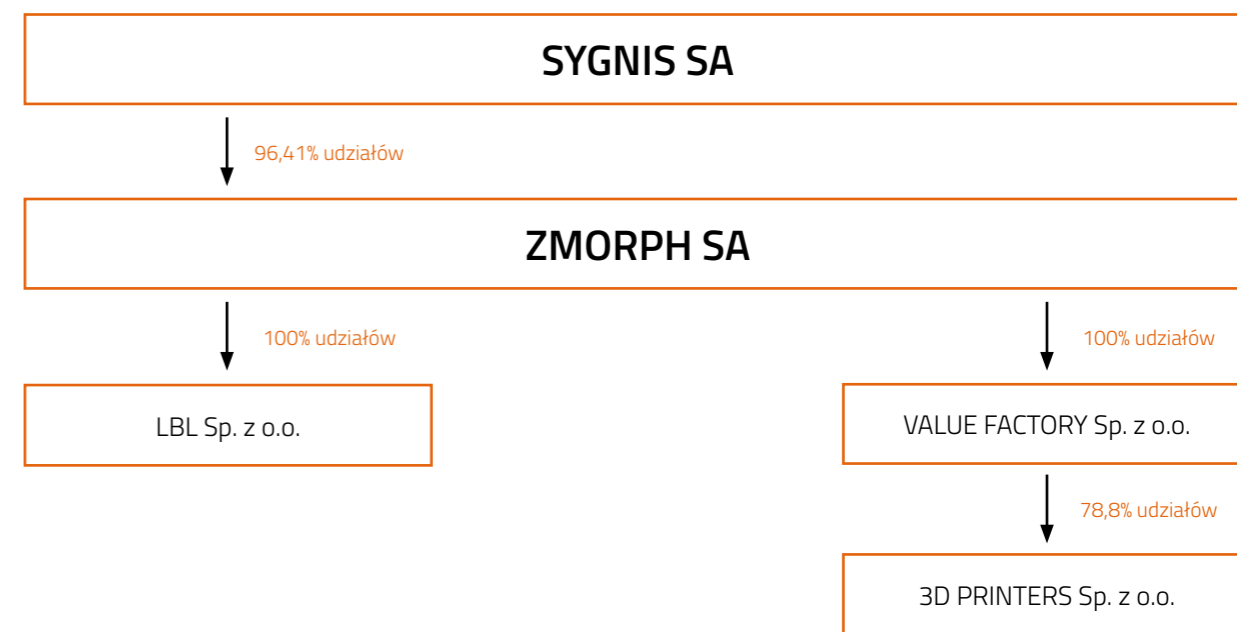 SYGNIS SA
96,41% udziałów
ZMORPH SA
100% udziałów
100% udziałów
LBL Sp. z o.o.
VALUE FACTORY Sp. z o.o.
78,8% udziałów
3D PRINTERS Sp. z o.o.